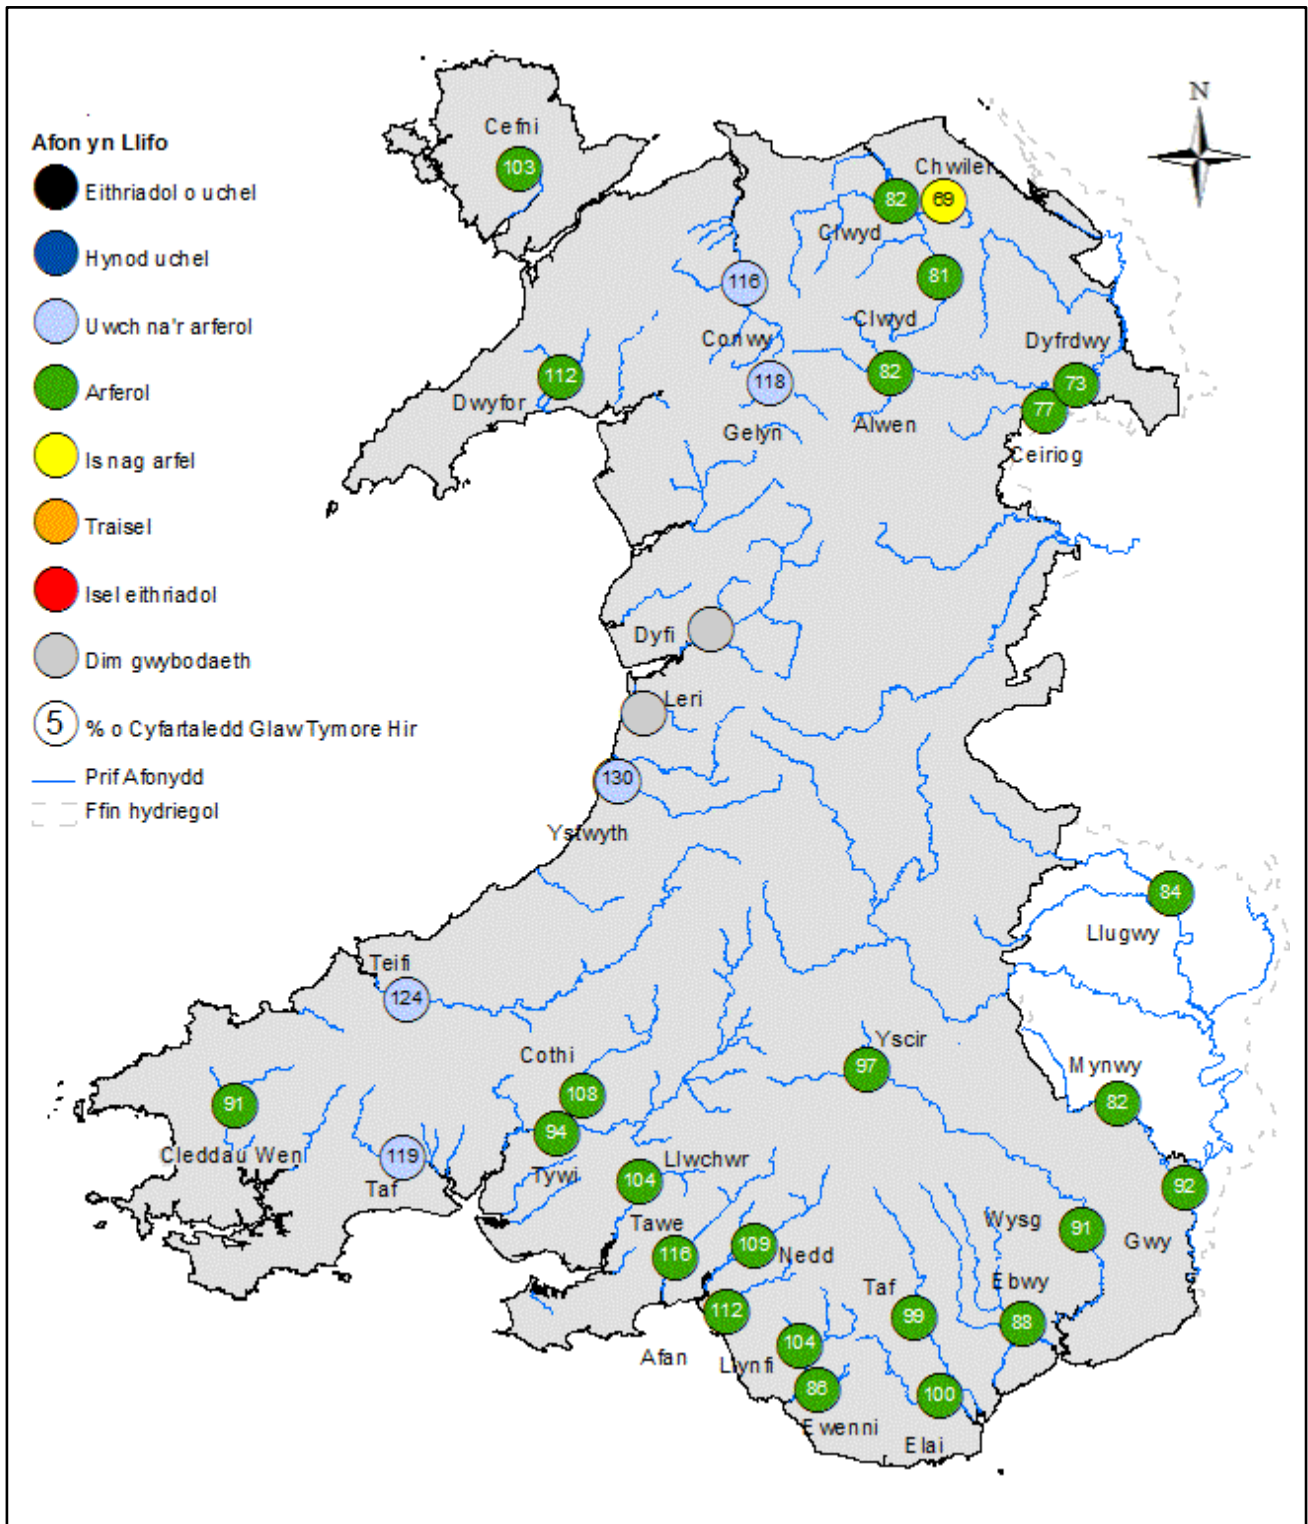 N
Afon yn Llifo
Eithriadol o uchel
Hynod uchel
Uwch na'r arferol
Arferol
Is nag arfel
Traisel
Isel eithriadol
Dim gwybodaeth
5 % o Cyfartaledd Glaw Tymore Hir
Prif Afonydd
Ffin hydriegol
Cefni
103
Chwiler
82
69
Clwyd
116
81
Conwy
Clwyd
Dyfrdwy
112
118
82
73
Dwyfor
77
Gelyn
Alwen
Ceiriog
Dyfi
Leri
130
Ystwyth
84
Llugwy
Teifi
124
Yscir
Cothi
97
Mynwy
108
82
91
94
Cleddau Wen
119
Llwchwr
Taf
Tywi
104
92
Tawe
Wysg
91
Gwy
116
109
Nedd
Taf
Ebwy
112
99
88
Afan
Llynfi
104
86
100
Ewenni
Elai